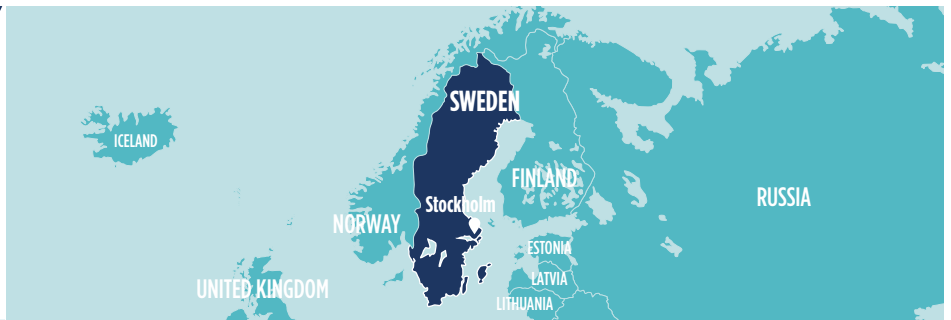 SWEDEN
ICELAND
FINLAND
RUSSIA
Stockholm
NORWAY
ESTONIA
LATVIA
UNITED KINGDOM
LITHUANIA